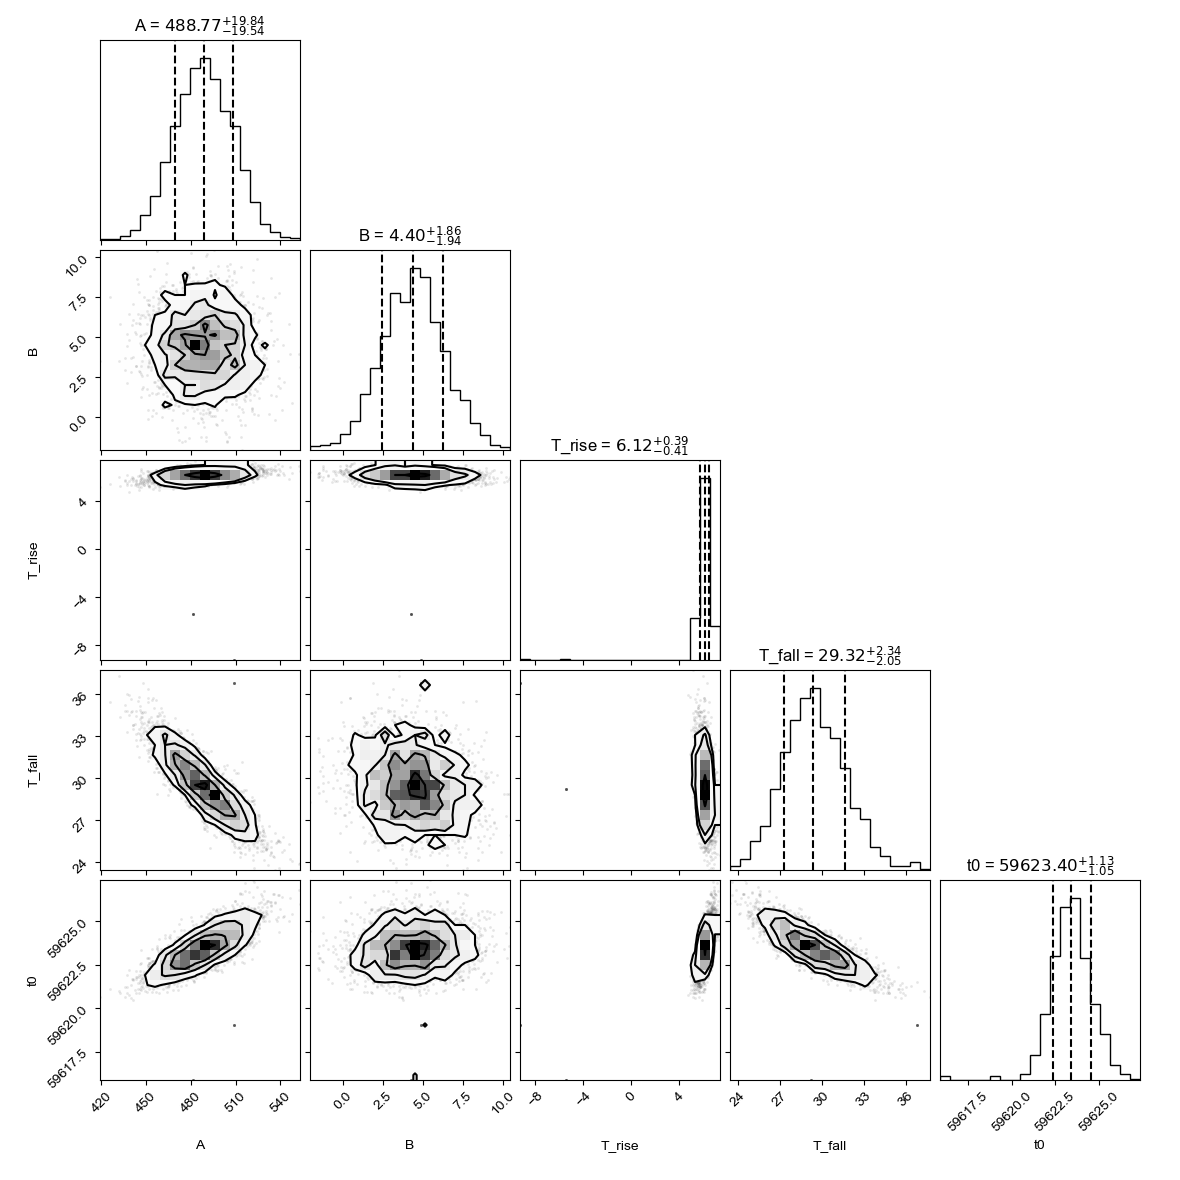 A = 488.77+19.84−19.54
B = 4.40+1.86−1.94
10.0
7.5
5.0
2.5
0.0
B
T_rise = 6.12+0.39−0.41
4
0
−4
−8
T_rise
T_fall = 29.32+2.34−2.05
36
33
30
27
24
T_fall
t0 = 59623.40+1.13−1.05
59625.0
59622.5
59620.0
59617.5
t0
420 450 480 510 540
0.0 2.5 5.0 7.5 10.0
−8 −4 0 4
24 27 30 33 36
59617.5 59620.0 59622.5 59625.0
A B T_rise T_fall t0